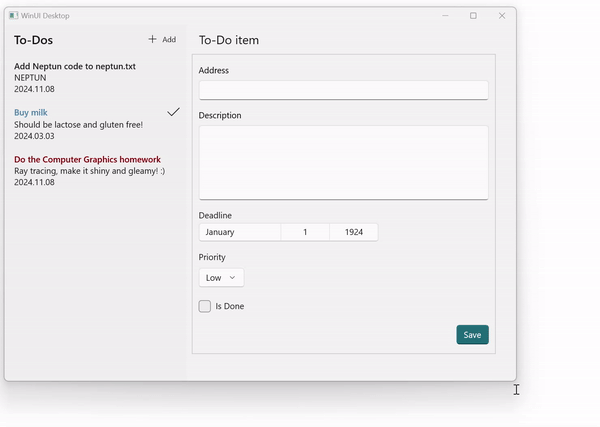 WinUI Desktop
To-Dos
Add
Add Neptun code to neptun.txt
NEPTUN
2024.11.08
Buy milk
Should be lactose and gluten free!
2024.03.03
Do the Computer Graphics homework
Ray tracing, make it shiny and gleamy! :)
2024.11.08
To-Do item
Address
Description
Deadline
January 1 1924
Priority
Low
Is Done
Save